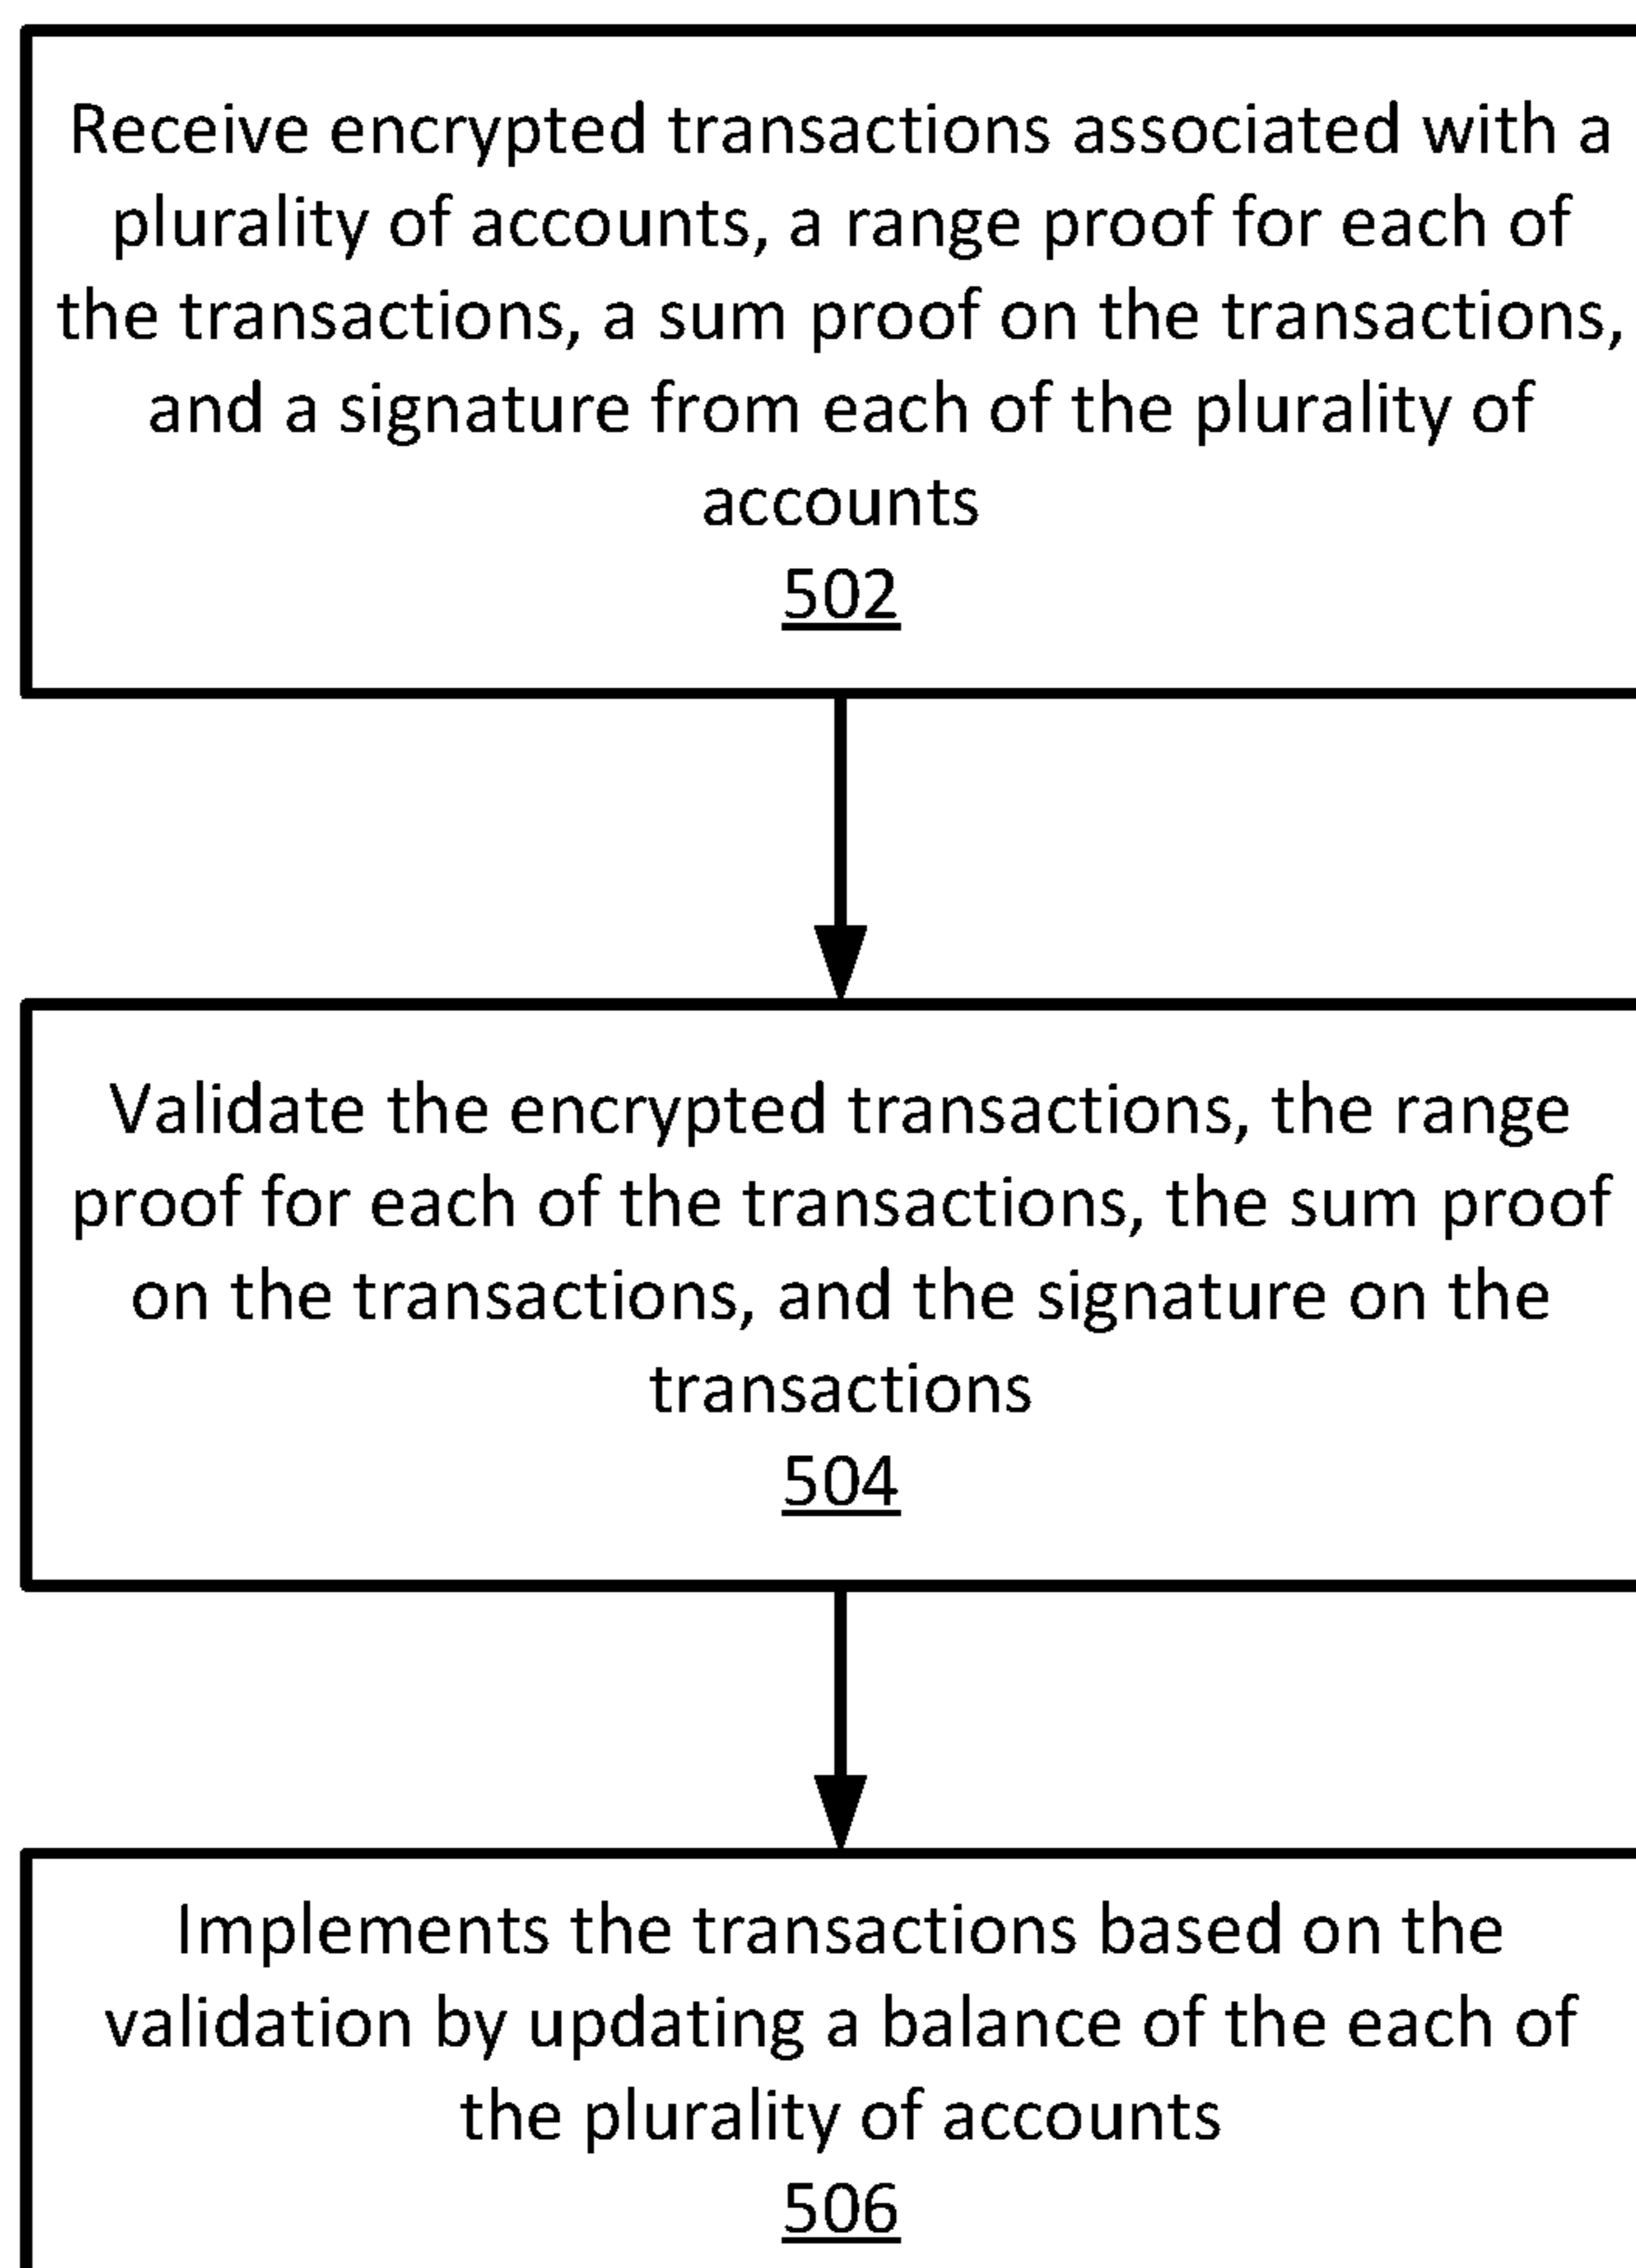 Receive encrypted transactions associated with a
plurality of accounts, a range proof for each of
the transactions, a sum proof on the transactions,
and a signature from each of the plurality of
accounts
502
Validate the encrypted transactions, the range
proof for each of the transactions, the sum proof
on the transactions, and the signature on the
transactions
504
Implements the transactions based on the
validation by updating a balance of the each of
the plurality of accounts
506